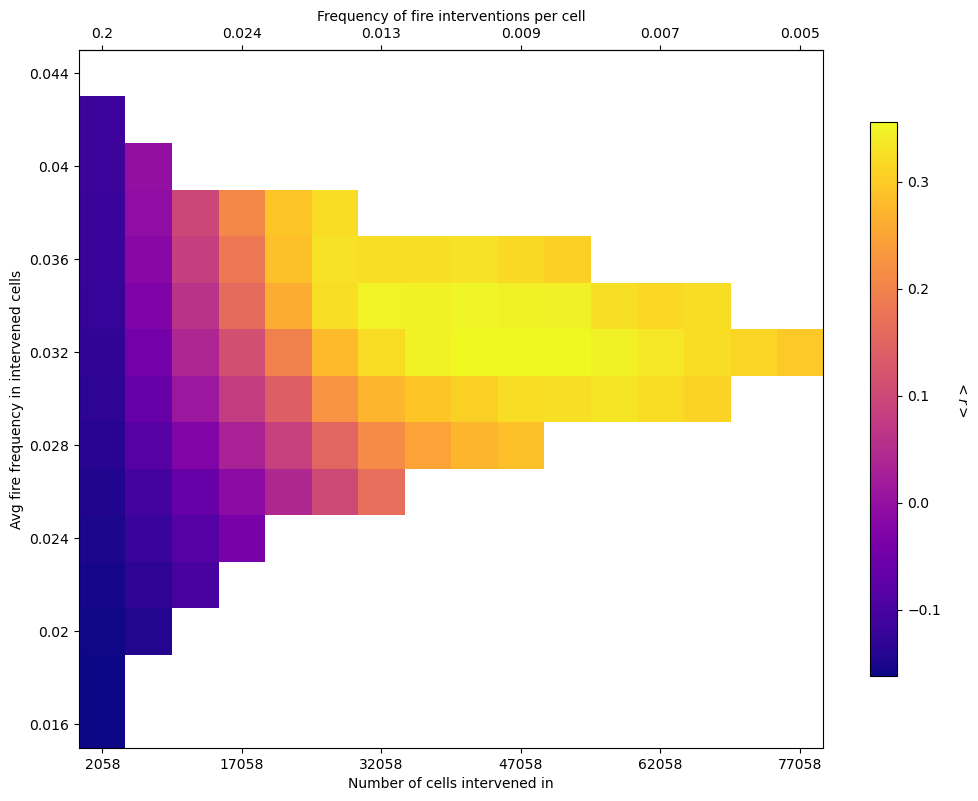 Frequency of fire interventions per cell
0.2 0.024 0.013 0.009 0.007 0.005
0.044
0.04
0.036
0.032
0.028
0.024
0.02
0.016
Avg fire frequency in intervened cells
2058 17058 32058 47058 62058 77058
Number of cells intervened in
0.3
0.2
0.1
0.0
−0.1
< r >